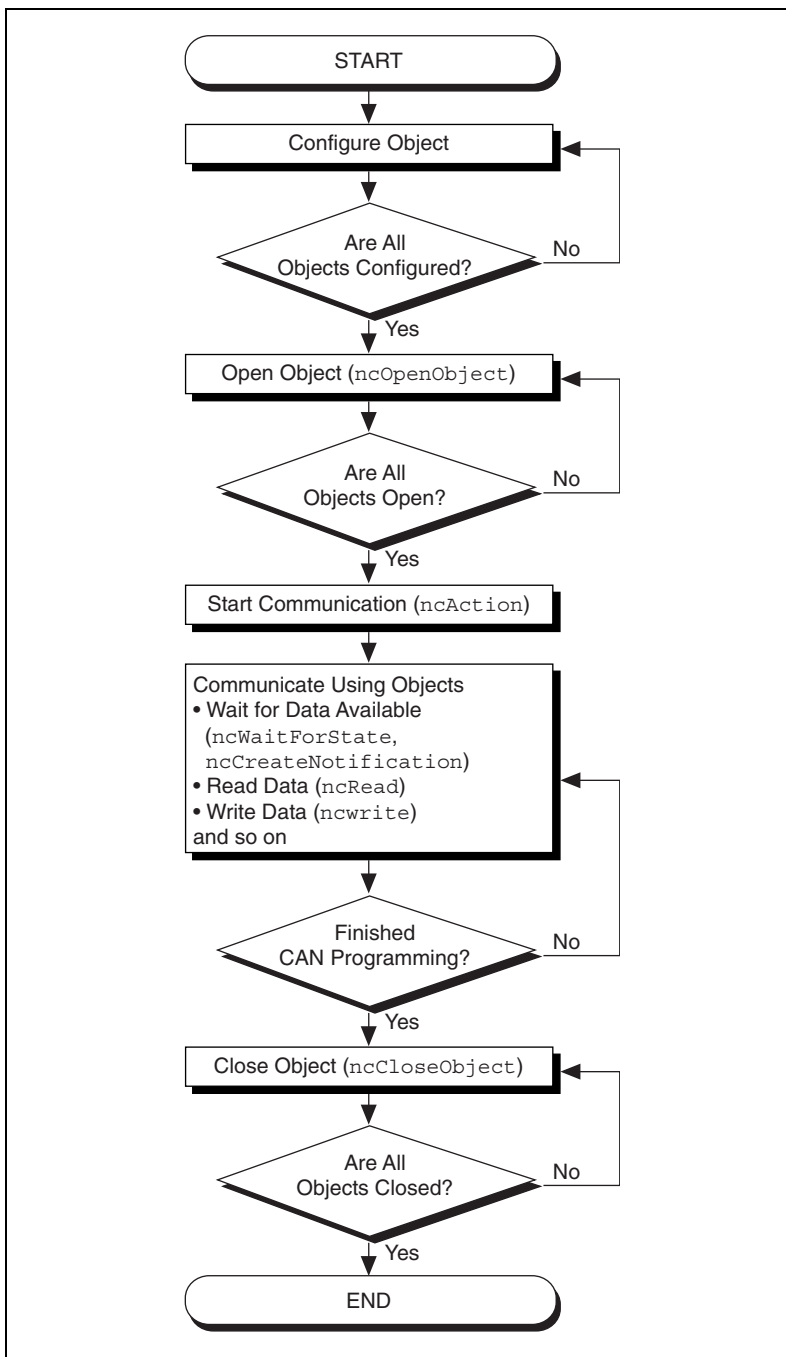 START
Configure Object
Are All
Objects Configured?
No
Yes
Open Object (ncOpenObject)
Are All
Objects Open?
No
Yes
Start Communication (ncAction)
Communicate Using Objects
• Wait for Data Available
(ncWaitForState,
ncCreateNotification)
• Read Data (ncRead)
• Write Data (ncwrite)
and so on
Finished
CAN Programming?
No
Yes
Close Object (ncCloseObject)
Are All
Objects Closed?
No
Yes
END